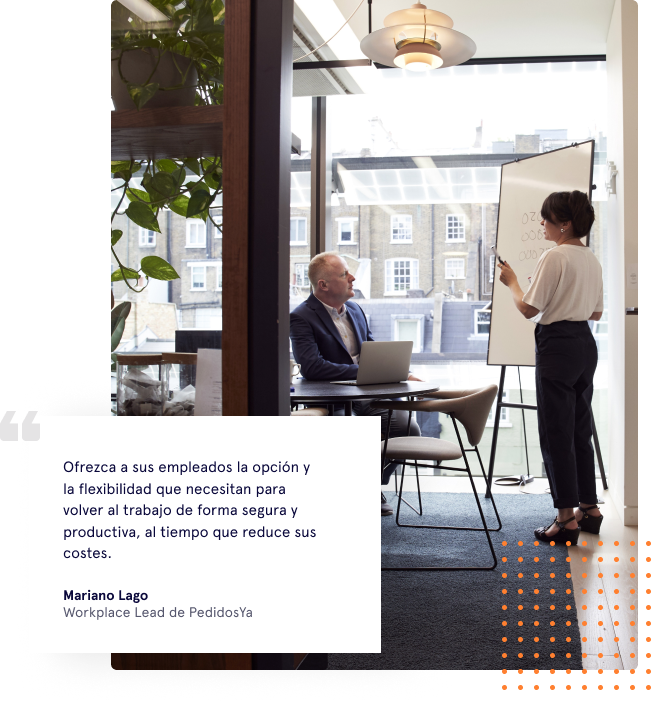 Ofrezca a sus empleados la opción y
la flexibilidad que necesitan para
volver al trabajo de forma segura y
productiva, al tiempo que reduce sus
costes.
Mariano Lago
Workplace Lead de PedidosYa